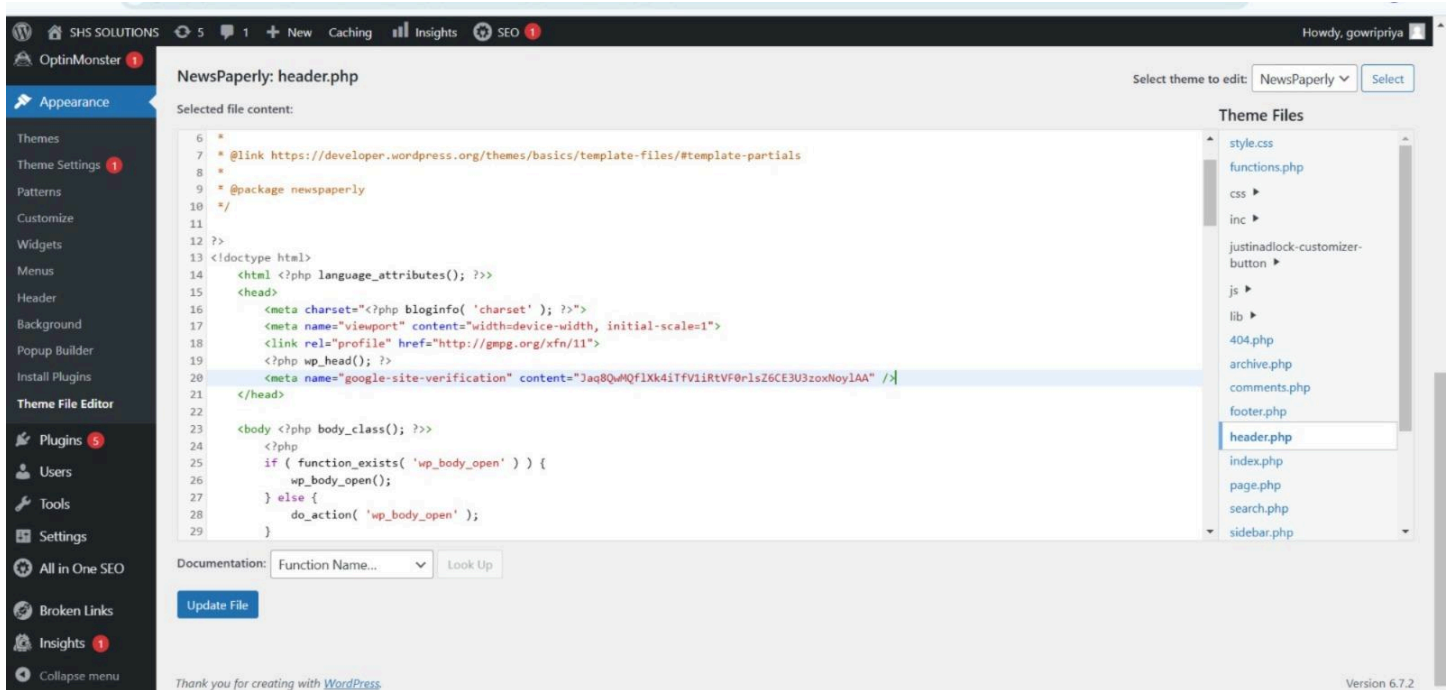 SHS SOLUTIONS 5 1 + New Caching Insights SEO 1 Howdy, gowripriya
OptinMonster 1
Appearance
Themes
Theme Settings 1
Patterns
Customize
Widgets
Menus
Header
Background
Popup Builder
Install Plugins
Theme File Editor
Plugins 5
Users
Tools
Settings
All in One SEO
Broken Links
Insights 1
Collapse menu
NewsPaperly: header.php
Select theme to edit: NewsPaperly Select
Selected file content:
6 *
7 * @link https://developer.wordpress.org/themes/basics/template-files/#template-partials
8 *
9 * @package newspaperly
10 */
11
12 ?>
13 <!doctype html>
14 <html <?php language_attributes(); ?>>
15 <head>
16 <meta charset="<?php bloginfo( 'charset' ); ?>">
17 <meta name="viewport" content="width=device-width, initial-scale=1">
18 <link rel="profile" href="http://gmpg.org/xfn/11">
19 <?php wp_head(); ?>
20 <meta name="google-site-verification" content="Jaq8QwMQflXk4iTfV1iRtVF0rlsZ6CE3U3zoxNoylAA" />
21 </head>
22
23 <body <?php body_class(); ?>>
24 <?php
25 if ( function_exists( 'wp_body_open' ) ) {
26 wp_body_open();
27 } else {
28 do_action( 'wp_body_open' );
29 }
Theme Files
style.css
functions.php
css
inc
justinadlock-customizer-
button
js
lib
404.php
archive.php
comments.php
footer.php
header.php
index.php
page.php
search.php
sidebar.php
Documentation: Function Name... Look Up
Update File
Thank you for creating with WordPress.
Version 6.7.2